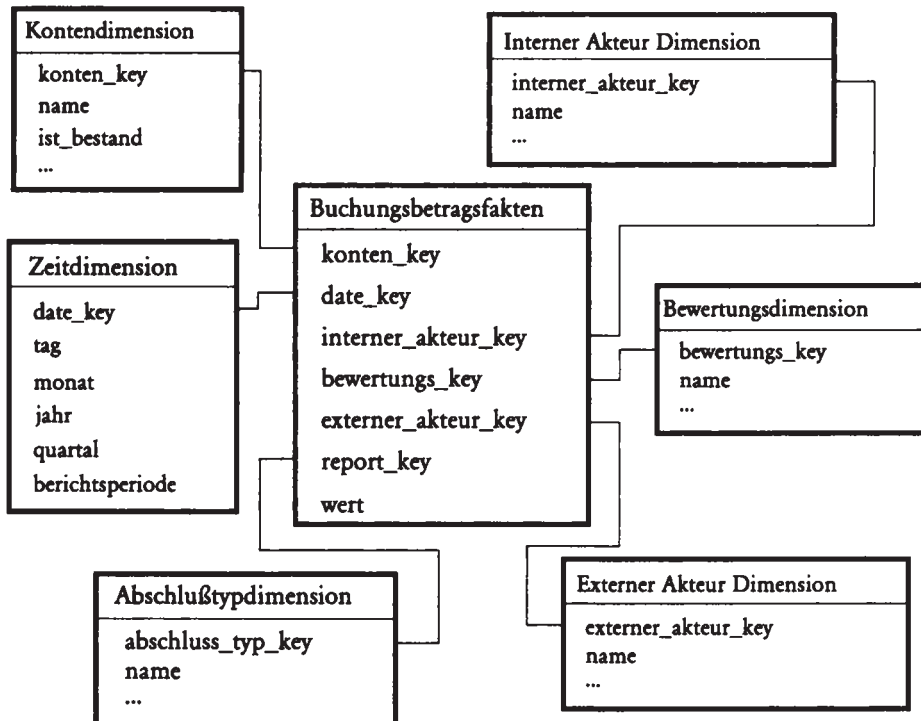 Kontendimension
konten_key
name
ist_bestand
...
Interner Akteur Dimension
interner_akteur_key
name
...
Buchungsbetragsfakten
konten_key
date_key
interner_akteur_key
bewertungs_key
externer_akteur_key
report_key
wert
Zeitdimension
date_key
tag
monat
jahr
quartal
berichtsperiode
Bewertungsdimension
bewertungs_key
name
...
Abschlußtypdimension
abschluss_typ_key
name
...
Externer Akteur Dimension
externer_akteur_key
name
...